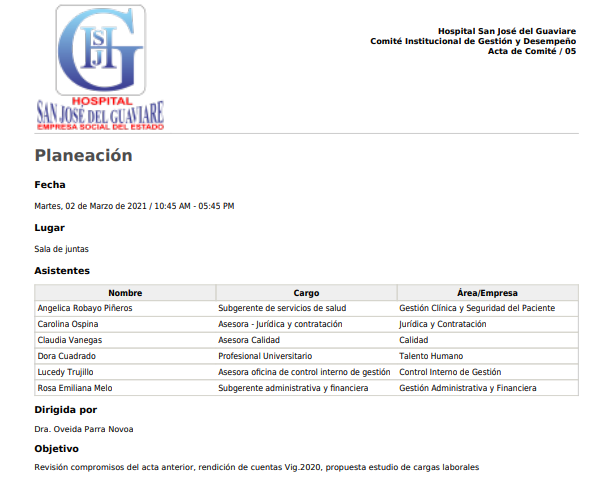 GHSJ
HOSPITAL
SAN JOSÉ DEL GUAVIARE
EMPRESA SOCIAL DEL ESTADO
Hospital San José del Guaviare
Comité Institucional de Gestión y Desempeño
Acta de Comité / 05
Planeación
Fecha
Martes, 02 de Marzo de 2021 / 10:45 AM - 05:45 PM
Lugar
Sala de juntas
Asistentes
Nombre Cargo Área/Empresa
Angelica Robayo Piñeros Subgerente de servicios de salud Gestión Clínica y Seguridad del Paciente
Carolina Ospina Asesora - Jurídica y contratación Jurídica y Contratación
Claudia Vanegas Asesora Calidad Calidad
Dora Cuadrado Profesional Universitario Talento Humano
Lucedy Trujillo Asesora oficina de control interno de gestión Control Interno de Gestión
Rosa Emiliana Melo Subgerente administrativa y financiera Gestión Administrativa y Financiera
Dirigida por
Dra. Oveida Parra Novoa
Objetivo
Revisión compromisos del acta anterior, rendición de cuentas Vig.2020, propuesta estudio de cargas laborales